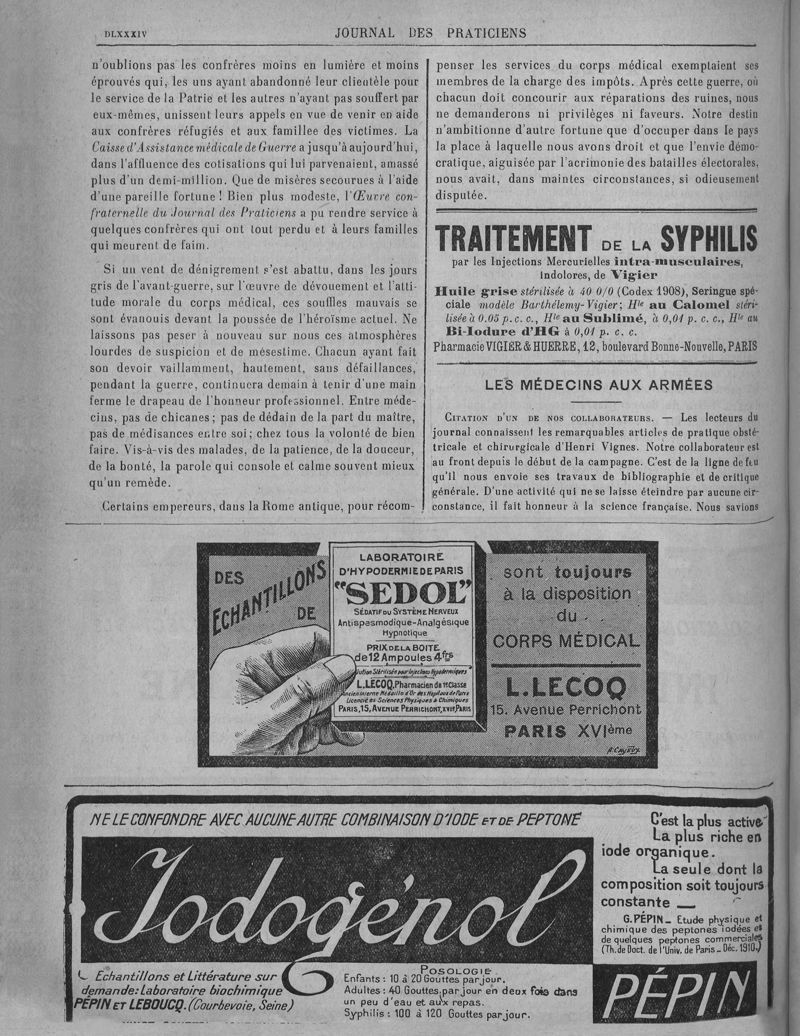 DLXXXIV
JOURNAL DES PRATICIENS
n'oublions pas les confrères moins en lumière et moins
éprouvés qui, les uns ayant abandonné leur clientèle pour
le service de la Patrie et les autres n'ayant pas souffert par
eux-mêmes, unissent leurs appels en vue de venir en aide
aux confrères réfugiés et aux famillee des victimes. La
Caisse d'Assistance médicale de Guerre a jusqu'à aujourd'hui,
dans l'affluence des cotisations qui lui parvenaient, amassé
plus d'un demi-million. Que de misères secourues à l'aide
d'une pareille fortune ! Bien plus modeste, l'Œuvre con-
fraternelle du Journal des Praticiens a pu rendre service à
quelques confrères qui ont tout perdu et à leurs familles
qui meurent de faim.
Si un vent de dénigrement s'est abattu, dans les jours
gris de l'avant-guerre, sur l'œuvre de dévouement et l'atti-
tude morale du corps médical, ces souffles mauvais se
sont évanouis devant la poussée de l'héroïsme actuel. Ne
laissons pas peser à nouveau sur nous ces atmosphères
lourdes de suspicion et de mésestime. Chacun ayant fait
son devoir vaillamment, hautement, sans défaillances,
pendant la guerre, continuera demain à tenir d'une main
ferme le drapeau de l'honneur professionnel. Entre méde-
cins, pas de chicanes ; pas de dédain de la part du maître,
pas de médisances entre soi ; chez tous la volonté de bien
faire. Vis-à-vis des malades, de la patience, de la douceur,
de la bonté, la parole qui console et calme souvent mieux
qu'un remède.
Certains empereurs, dans la Rome antique, pour récom-
penser les services du corps médical exemptaient ses
membres de la charge des impôts. Après cette guerre, où
chacun doit concourir aux réparations des ruines, nous
ne demanderons ni privilèges ni faveurs. Notre destin
n'ambitionne d'autre fortune que d'occuper dans le pays
la place à laquelle nous avons droit et que l'envie démo-
cratique, aiguisée par l'acrimonie des batailles électorales,
nous avait, dans maintes circonstances, si odieusement
disputée.
TRAITEMENT DE LA SYPHILIS
par les Injections Mercurielles intra-musculaires,
Indolores, de Vigier
Huile grise stérilisée à 40 0/0 (Codex 1908), Seringue spé-
ciale modèle Barthélemy-Vigier ; Hle au Calomel stéri-
lisée à 0.05 p. c. c., Hle au Sublimé, à 0,01 p. c. c., Hle au
Bi-Iodure d'HG à 0,01 p. c. c.
Pharmacie VIGIER & HUERRE, 12, boulevard Bonne-Nouvelle, PARIS
LES MÉDECINS AUX ARMÉES
CITATION D'UN DE NOS COLLABORATEURS. — Les lecteurs du
journal connaissent les remarquables articles de pratique obsté-
tricale et chirurgicale d'Henri Vignes. Notre collaborateur est
au front depuis le début de la campagne. C'est de la ligne de feu
qu'il nous envoie ses travaux de bibliographie et de critique
générale. D'une activité qui ne se laisse éteindre par aucune cir-
constance, il fait honneur à la science française. Nous savions
DES
ÉCHANTILLONS
DE
LABORATOIRE
D'HYPODERMIE DE PARIS
"SEDOL"
SÉDATIF DU SYSTÈME NERVEUX
Antispasmodique-Analgésique
Hypnotique
PRIX DE LA BOITE
de 12 Ampoules 4frs
Stérilisée pour Injections Hypodermiques
L. LECOQ, Pharmacien de 1re Classe
Ancien interne Médaille d'Or des Hôpitaux de Paris
Licencié ès Sciences Physiques & Chimiques
PARIS, 15, AVENUE PERRICHONT, XVIe, PARIS
sont toujours
à la disposition
du
CORPS MÉDICAL
L. LECOQ
15. Avenue Perrichont
PARIS XVIème
NE LE CONFONDRE AVEC AUCUNE AUTRE COMBINAISON D'IODE ET DE PEPTONE
Iodogénol
C'est la plus active
La plus riche en
iode organique.
La seule dont la
composition soit toujours
constante —
G. PÉPIN _ Etude physique et
chimique des peptones iodées et
de quelques peptones commerciales
(Th. de Doct. de l'Univ. de Paris _ Déc. 1910.)
Echantillons et Littérature sur
demande: Laboratoire biochimique
PÉPIN ET LEBOUCQ. (Courbevoie, Seine)
POSOLOGIE
Enfants: 10 à 20 Gouttes par jour.
Adultes: 40 Gouttes par jour en deux fois dans
un peu d'eau et aux repas.
Syphilis: 100 à 120 Gouttes par jour.
PÉPIN